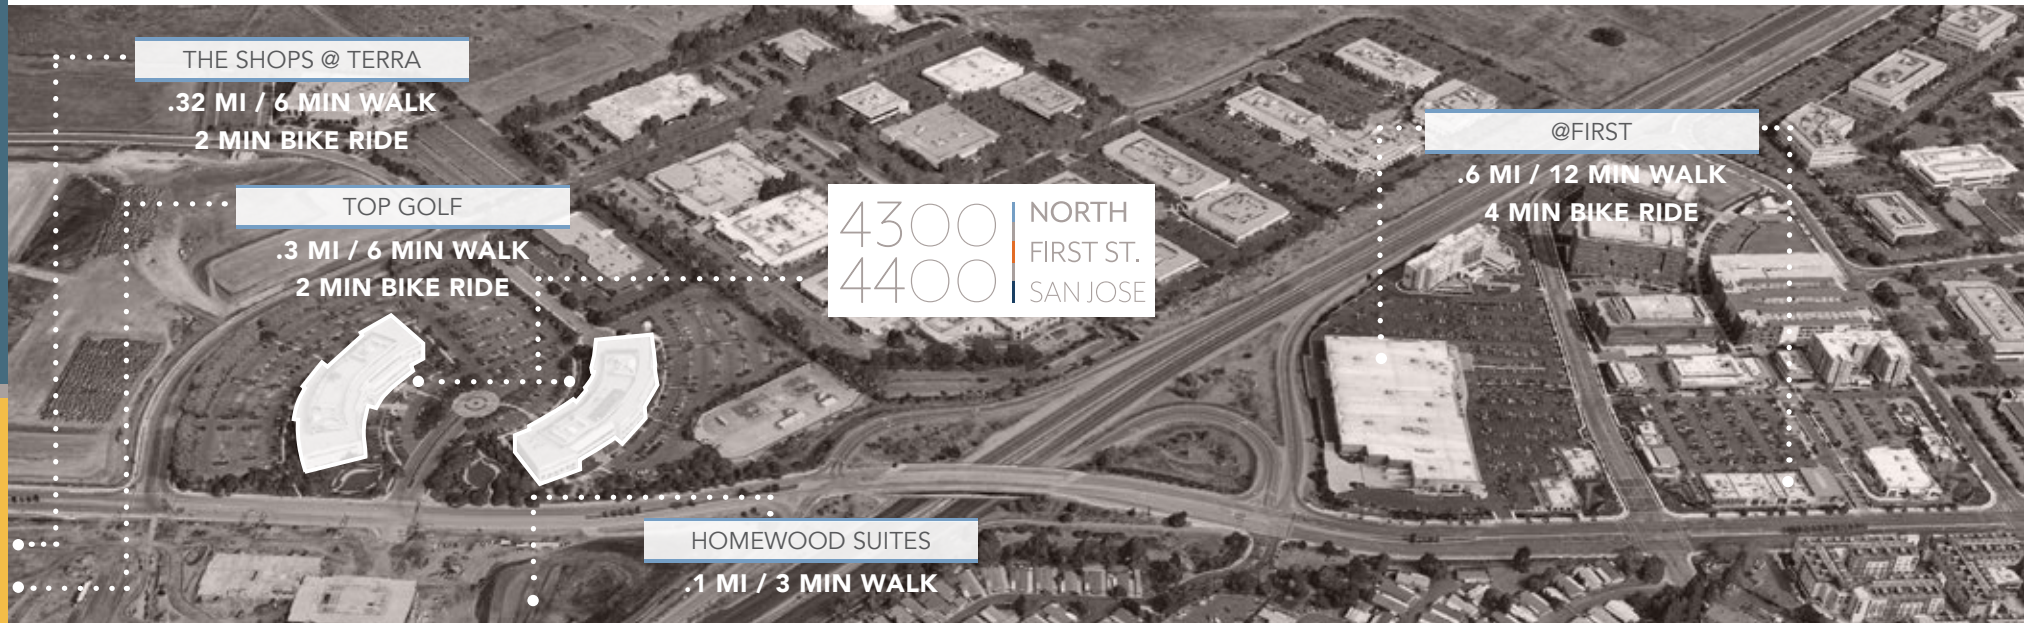 THE SHOPS @ TERRA
.32 MI / 6 MIN WALK
2 MIN BIKE RIDE
TOP GOLF
.3 MI / 6 MIN WALK
2 MIN BIKE RIDE
4300
4400
NORTH
FIRST ST.
SAN JOSE
@FIRST
.6 MI / 12 MIN WALK
4 MIN BIKE RIDE
HOMEWOOD SUITES
.1 MI / 3 MIN WALK